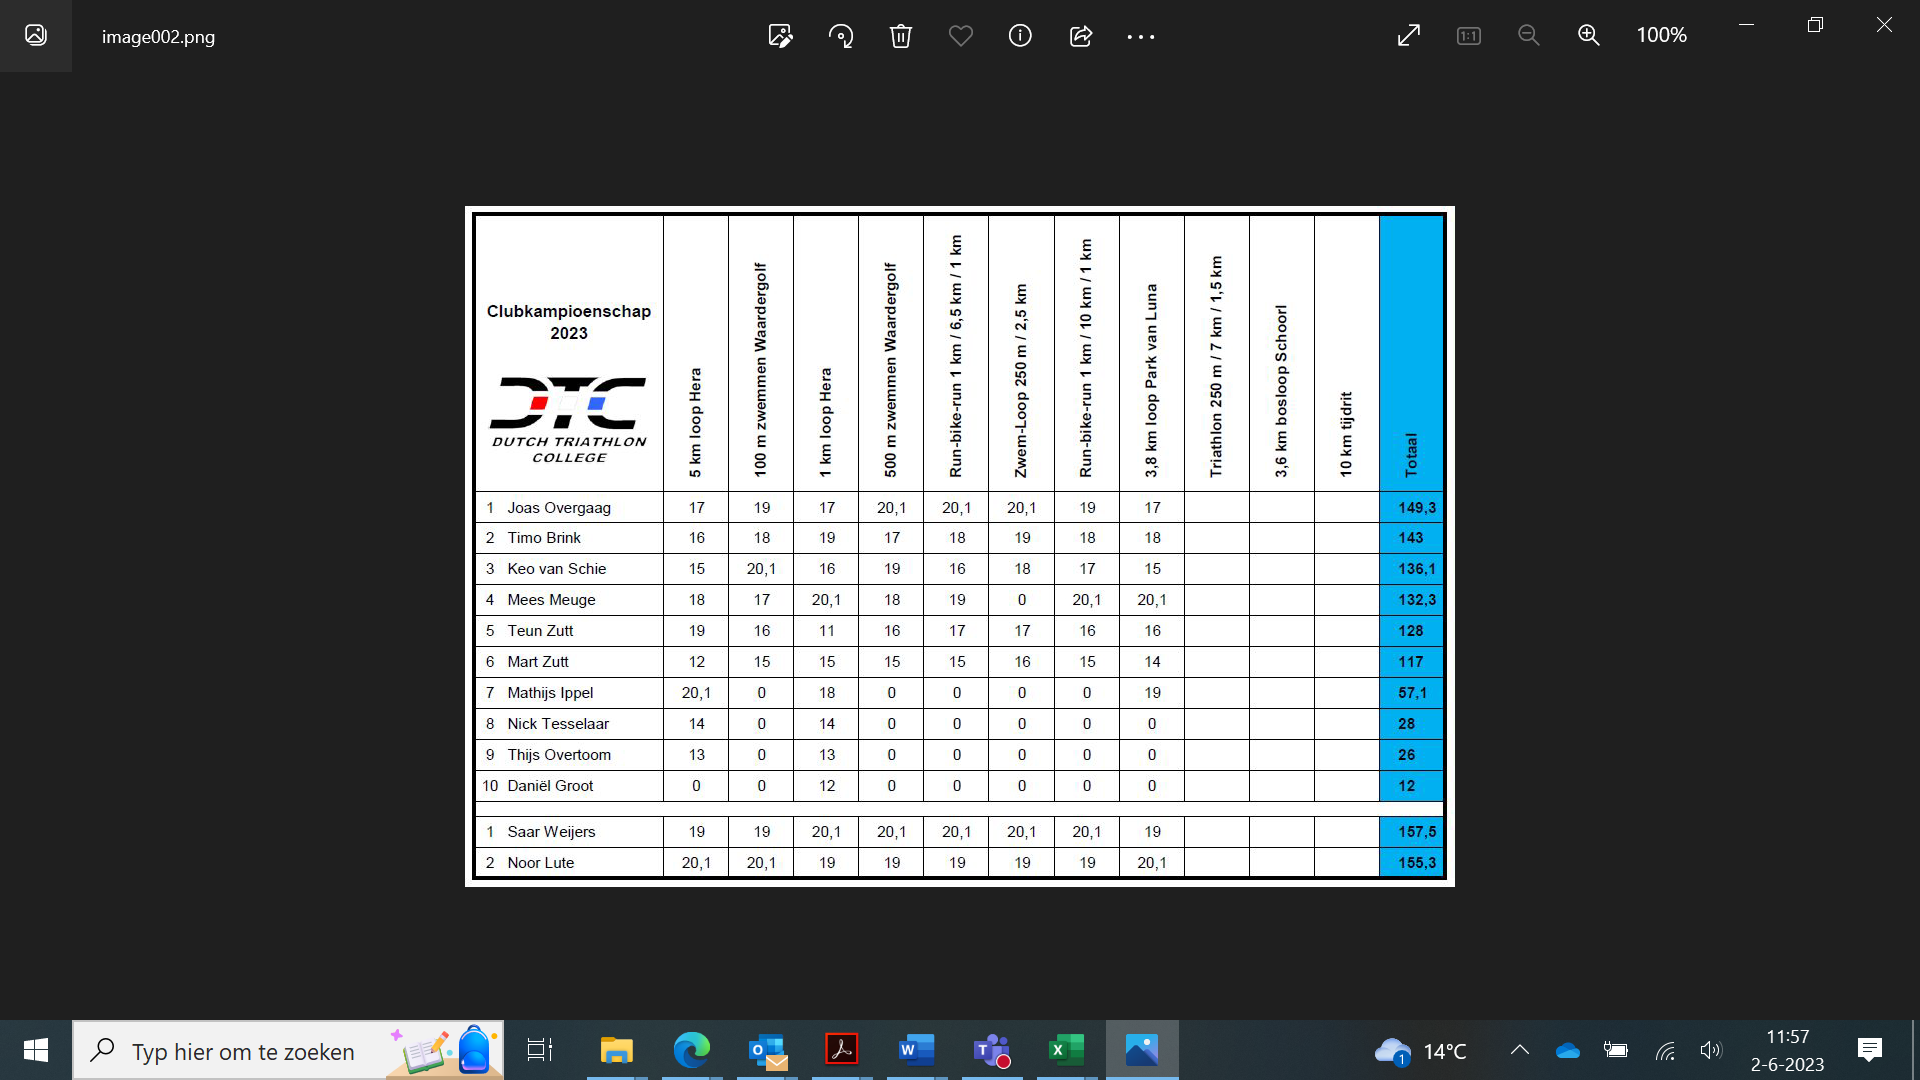 image002.png
100%
Clubkampioenschap
2023
DTC
DUTCH TRIATHLON
COLLEGE
5 km loop Hera
100 m zwemmen Waardergolf
1 km loop Hera
500 m zwemmen Waardergolf
Run-bike-run 1 km / 6,5 km / 1 km
Zwem-Loop 250 m / 2,5 km
Run-bike-run 1 km / 10 km / 1 km
3,8 km loop Park van Luna
Triathlon 250 m / 7 km / 1,5 km
3,6 km bosloop Schoorl
10 km tijdrit
Totaal
1 Joas Overgaag 17 19 17 20,1 20,1 20,1 19 17 149,3
2 Timo Brink 16 18 19 17 18 19 18 18 143
3 Keo van Schie 15 20,1 16 19 16 18 17 15 136,1
4 Mees Meuge 18 17 20,1 18 19 0 20,1 20,1 132,3
5 Teun Zutt 19 16 11 16 17 17 16 16 128
6 Mart Zutt 12 15 15 15 15 16 15 14 117
7 Mathijs Ippel 20,1 0 18 0 0 0 0 19 57,1
8 Nick Tesselaar 14 0 14 0 0 0 0 0 28
9 Thijs Overtoom 13 0 13 0 0 0 0 0 26
10 Daniël Groot 0 0 12 0 0 0 0 0 12
1 Saar Weijers 19 19 20,1 20,1 20,1 20,1 20,1 19 157,5
2 Noor Lute 20,1 20,1 19 19 19 19 19 20,1 155,3
Typ hier om te zoeken
14°C
11:57
2-6-2023